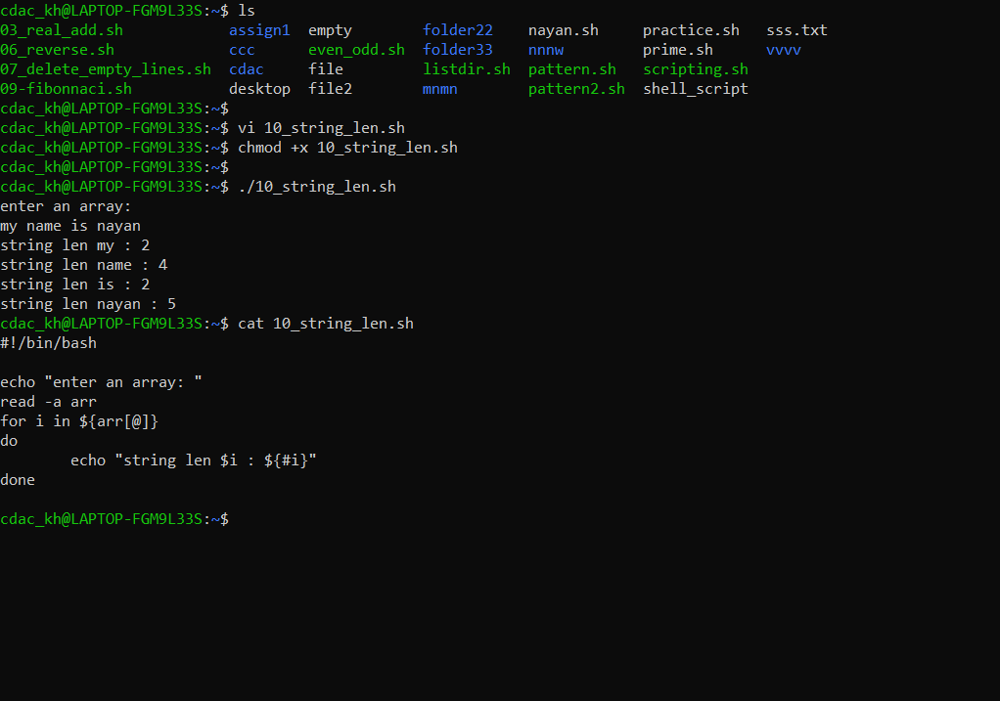 cdac_kh@LAPTOP-FGM9L33S:~$ ls
03_real_add.sh            assign1  empty        folder22    nayan.sh     practice.sh   sss.txt
06_reverse.sh             ccc      even_odd.sh  folder33    nnnw         prime.sh      vvvv
07_delete_empty_lines.sh  cdac     file         listdir.sh  pattern.sh   scripting.sh
09-fibonnaci.sh           desktop  file2        mnmn        pattern2.sh  shell_script
cdac_kh@LAPTOP-FGM9L33S:~$
cdac_kh@LAPTOP-FGM9L33S:~$ vi 10_string_len.sh
cdac_kh@LAPTOP-FGM9L33S:~$ chmod +x 10_string_len.sh
cdac_kh@LAPTOP-FGM9L33S:~$
cdac_kh@LAPTOP-FGM9L33S:~$ ./10_string_len.sh
enter an array:
my name is nayan
string len my : 2
string len name : 4
string len is : 2
string len nayan : 5
cdac_kh@LAPTOP-FGM9L33S:~$ cat 10_string_len.sh
#!/bin/bash

echo "enter an array: "
read -a arr
for i in ${arr[@]}
do
        echo "string len $i : ${#i}"
done

cdac_kh@LAPTOP-FGM9L33S:~$